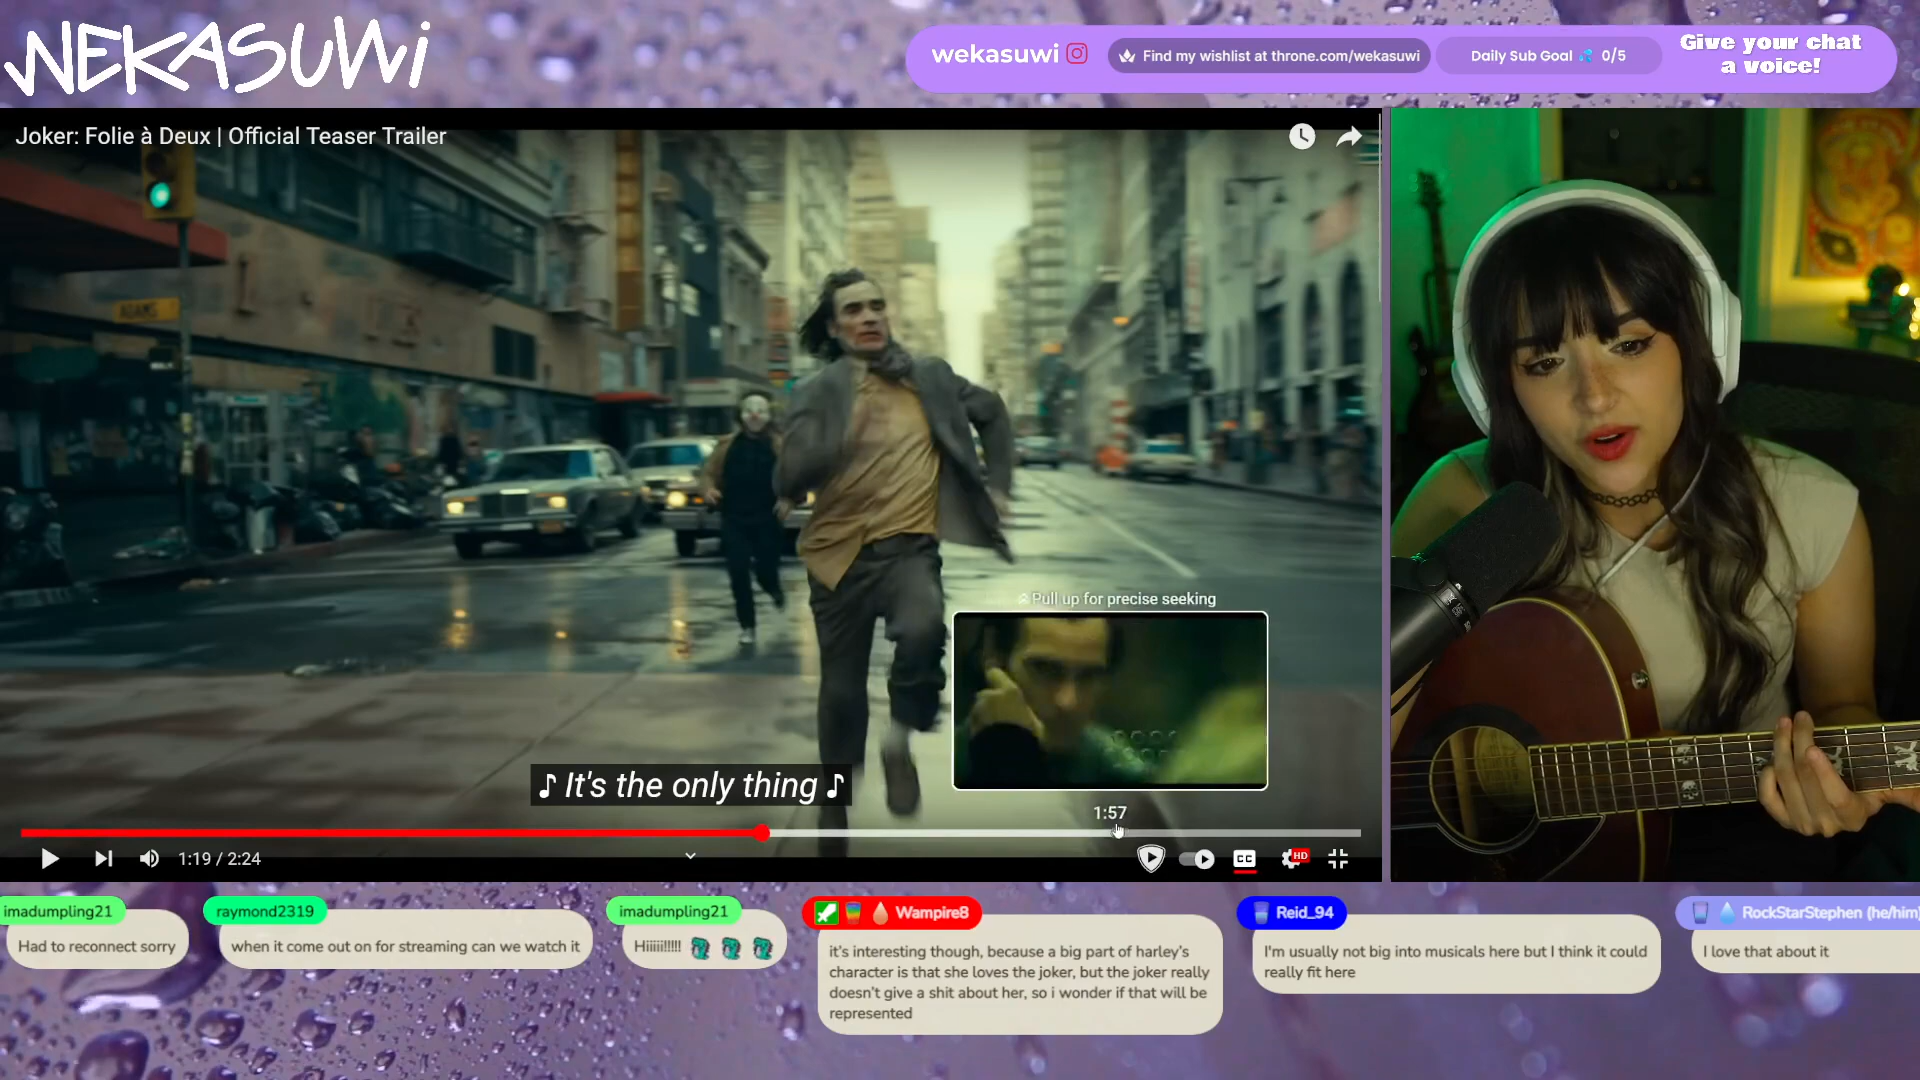 WEKASUWi
wekasuwi
Find my wishlist at throne.com/wekasuwi
Daily Sub Goal 💦 0/5
Give your chat
a voice!
Joker: Folie à Deux | Official Teaser Trailer
ADAMS
Pull up for precise seeking
♪ It's the only thing ♪
1:57
1:19 / 2:24
CC
HD
imadumpling21
Had to reconnect sorry
raymond2319
when it come out on for streaming can we watch it
imadumpling21
Hiiiii!!!!!
Wampire8
it's interesting though, because a big part of harley's
character is that she loves the joker, but the joker really
doesn't give a shit about her, so i wonder if that will be
represented
Reid_94
I'm usually not big into musicals here but I think it could
really fit here
RockStarStephen (he/him)
I love that about it